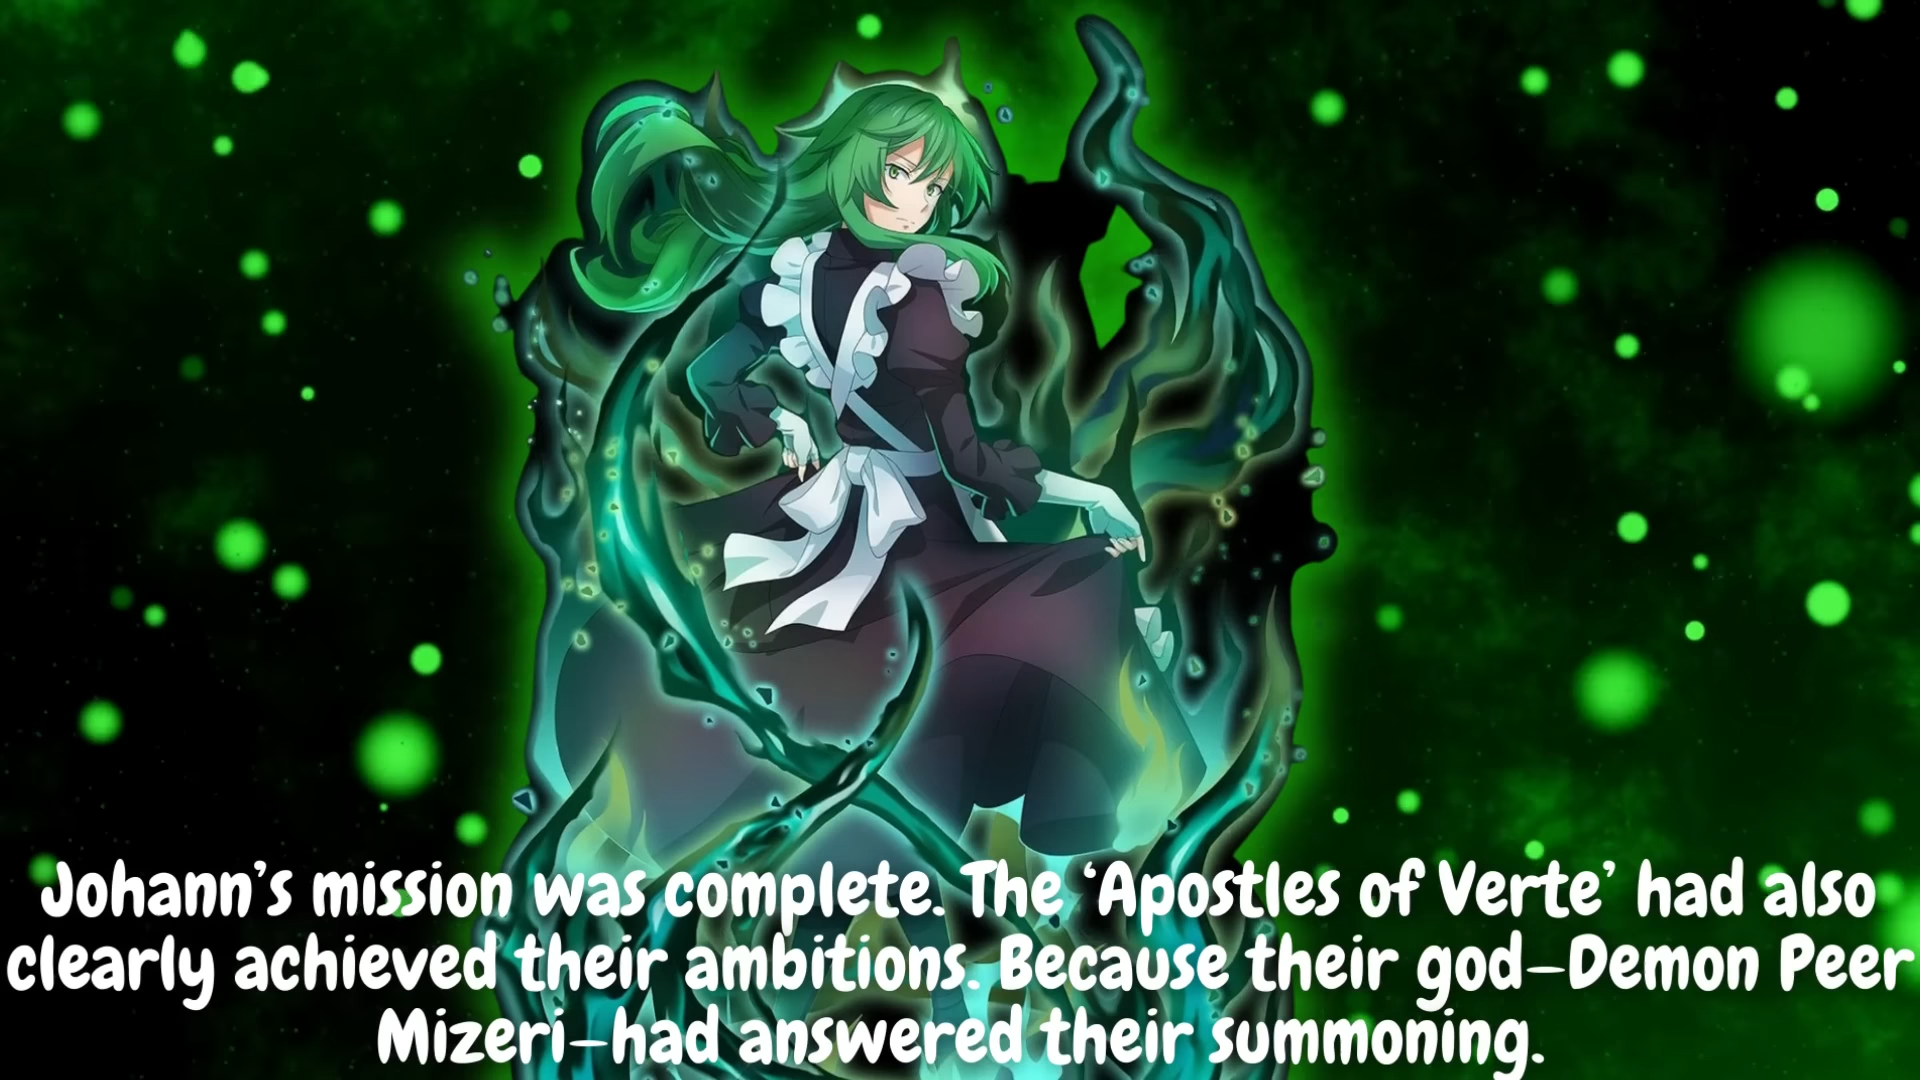 Johann’s mission was complete. The ‘Apostles of Verte’ had also
clearly achieved their ambitions. Because their god—Demon Peer
Mizeri—had answered their summoning.